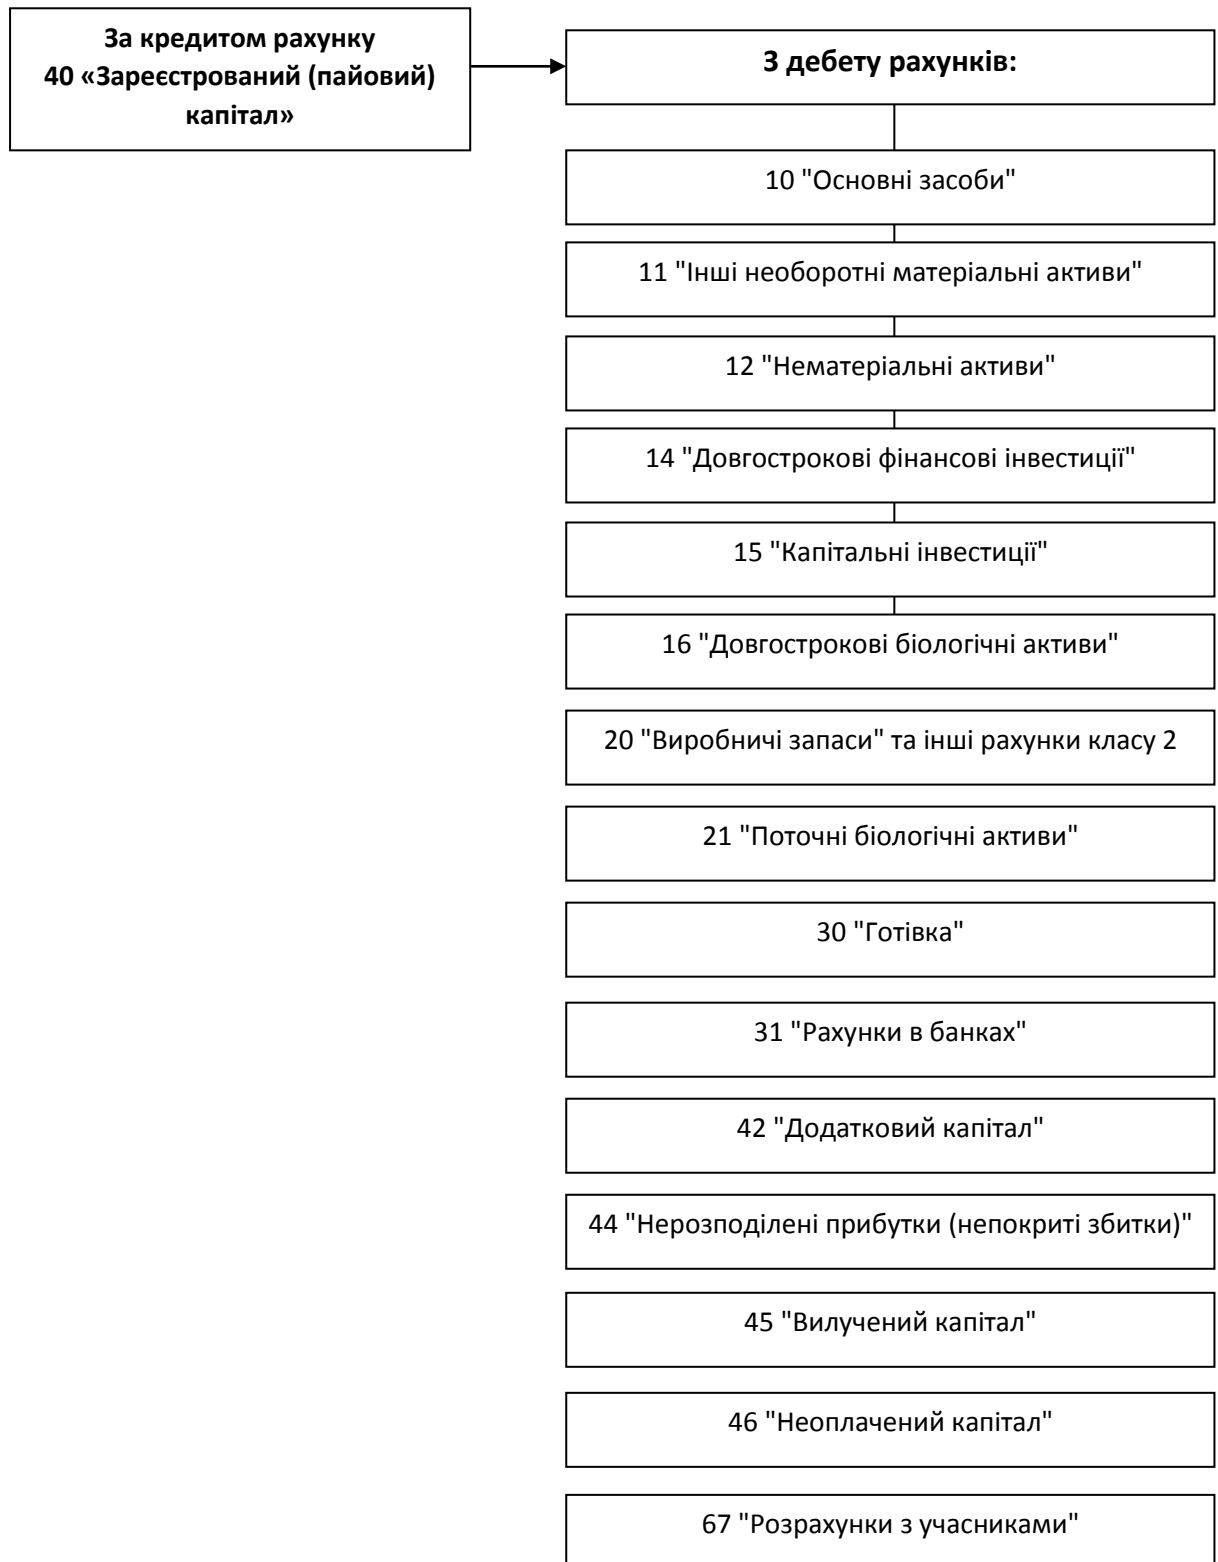 За кредитом рахунку
40 «Зареєстрований (пайовий)
капітал»
З дебету рахунків:
10 "Основні засоби"
11 "Інші необоротні матеріальні активи"
12 "Нематеріальні активи"
14 "Довгострокові фінансові інвестиції"
15 "Капітальні інвестиції"
16 "Довгострокові біологічні активи"
20 "Виробничі запаси" та інші рахунки класу 2
21 "Поточні біологічні активи"
30 "Готівка"
31 "Рахунки в банках"
42 "Додатковий капітал"
44 "Нерозподілені прибутки (непокриті збитки)"
45 "Вилучений капітал"
46 "Неоплачений капітал"
67 "Розрахунки з учасниками"